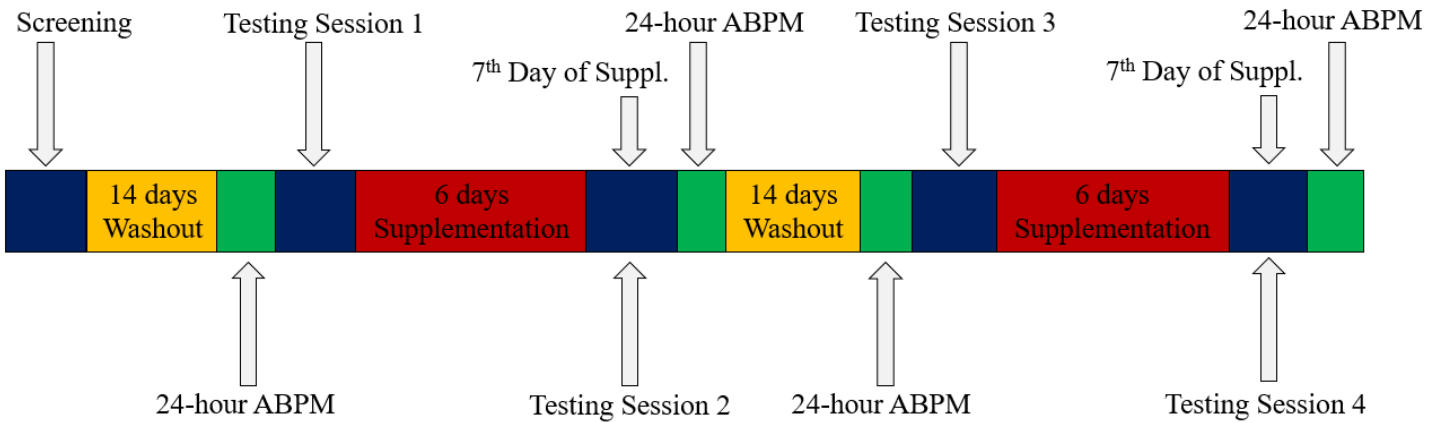 Screening
Testing Session 1
24-hour ABPM
Testing Session 3
24-hour ABPM
7th Day of Suppl.
7th Day of Suppl.
14 days
Washout
6 days
Supplementation
14 days
Washout
6 days
Supplementation
24-hour ABPM
Testing Session 2
24-hour ABPM
Testing Session 4